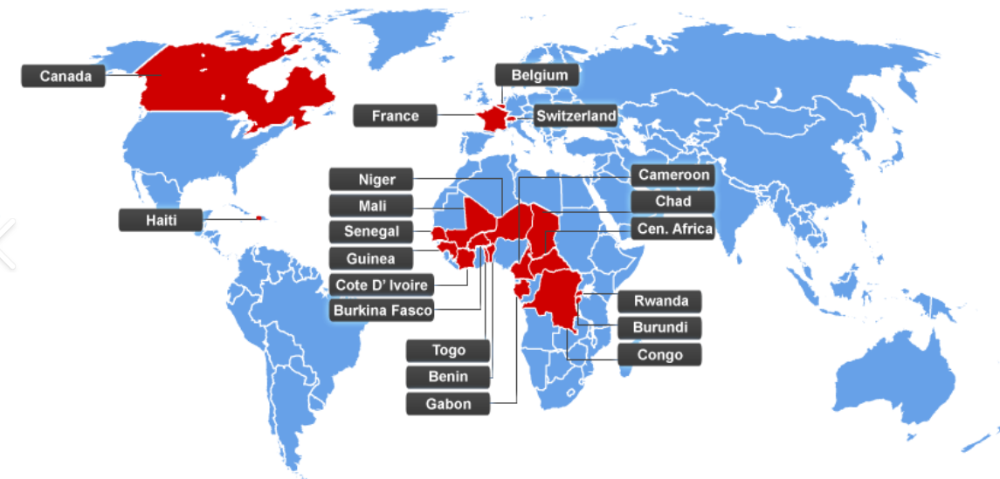 Canada
Belgium
France
Switzerland
Niger
Cameroon
Mali
Chad
Haiti
Senegal
Cen. Africa
Guinea
Cote D' Ivoire
Burkina Fasco
Rwanda
Burundi
Togo
Congo
Benin
Gabon